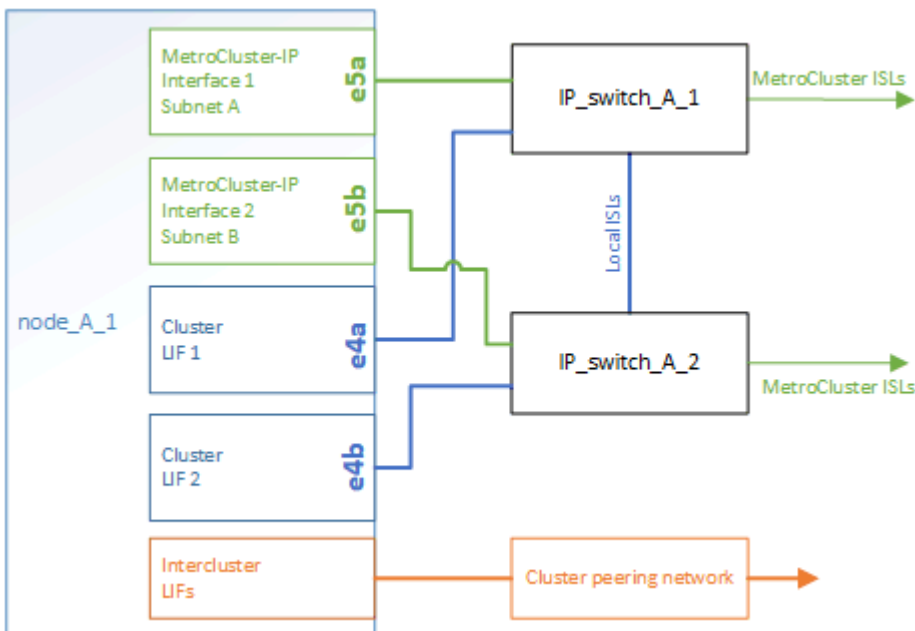 node_A_1
MetroCluster-IP
Interface 1
Subnet A
e5a
MetroCluster-IP
Interface 2
Subnet B
e5b
Cluster
LIF 1
e4a
Cluster
LIF 2
e4b
Intercluster
LIFs
IP_switch_A_1
MetroCluster ISLs
Local ISLs
IP_switch_A_2
MetroCluster ISLs
Cluster peering network